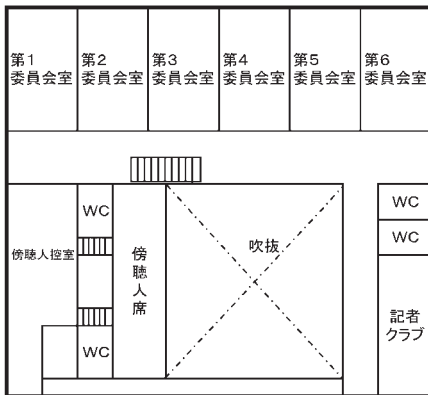 第1
委員会室
第2
委員会室
第3
委員会室
第4
委員会室
第5
委員会室
第6
委員会室
WC
WC
WC
傍聴人控室
傍聴人席
吹抜
記者
クラブ
WC